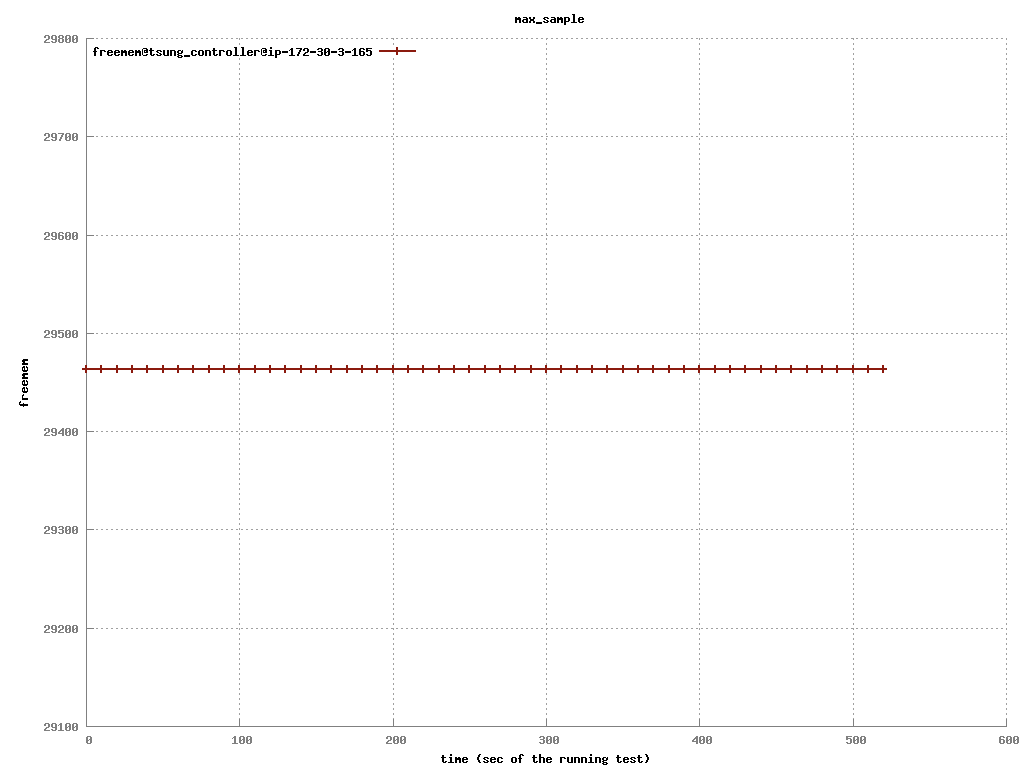 max_sample
29800
freemem@tsung_controller@ip-172-30-3-165
29700
29600
29500
freemem
29400
29300
29200
29100
0 100 200 300 400 500 600
time (sec of the running test)